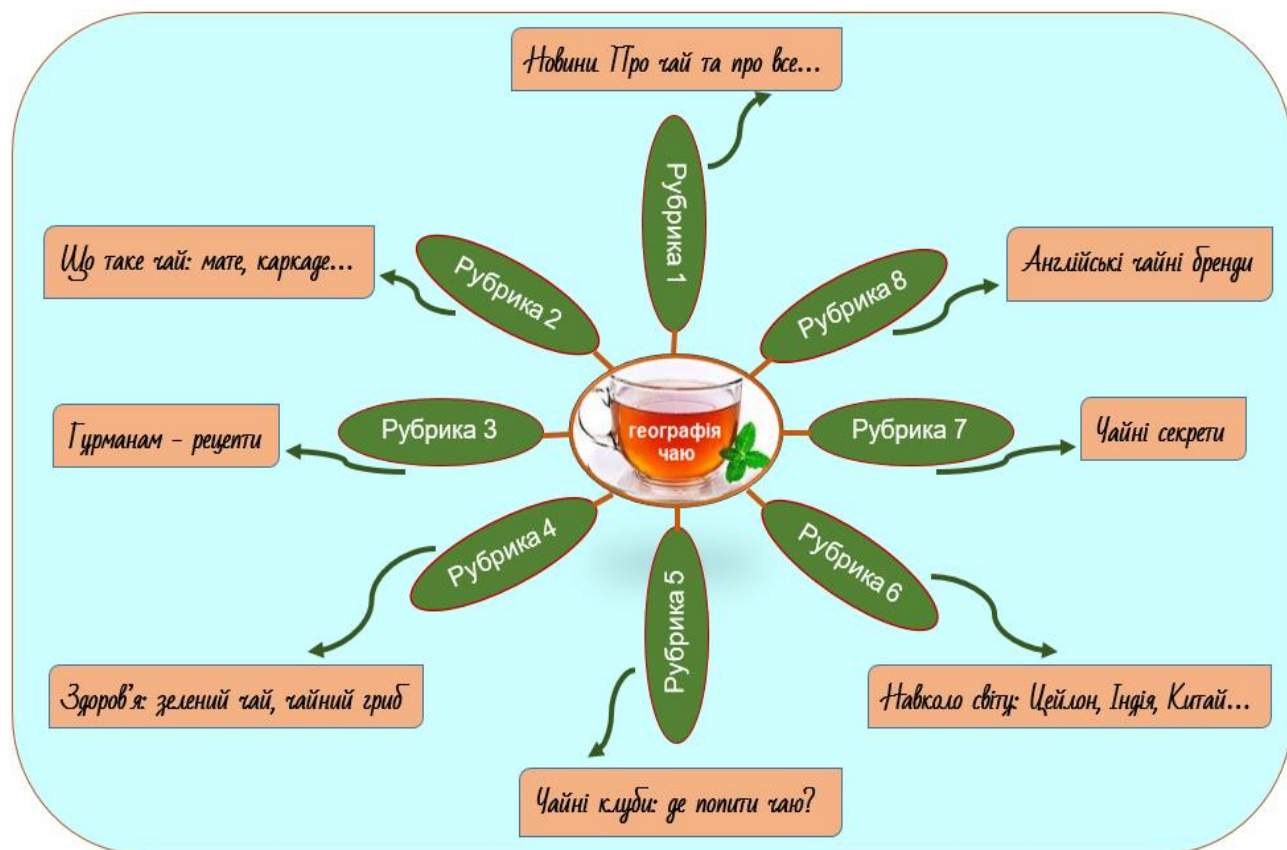 Новини. Про чай та про все...
Рубрика 1
Що таке чай: мате, каркаде...
Рубрика 2
Рубрика 8
Англійські чайні бренди
Гурманам – рецепти
Рубрика 3
географія
чаю
Рубрика 7
Чайні секрети
Рубрика 4
Рубрика 5
Рубрика 6
Здоров'я: зелений чай, чайний гриб
Навколо світу: Цейлон, Індія, Китай...
Чайні клуби: де попити чаю?